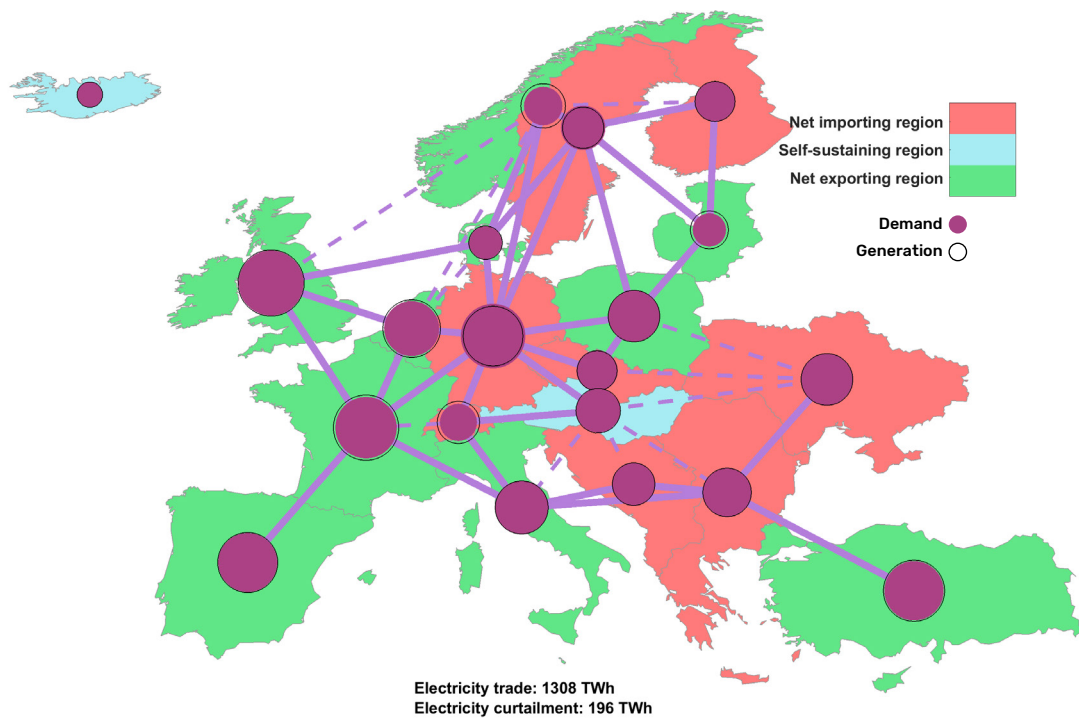 Net importing region
Self-sustaining region
Net exporting region
Demand
Generation
Electricity trade: 1308 TWh
Electricity curtailment: 196 TWh